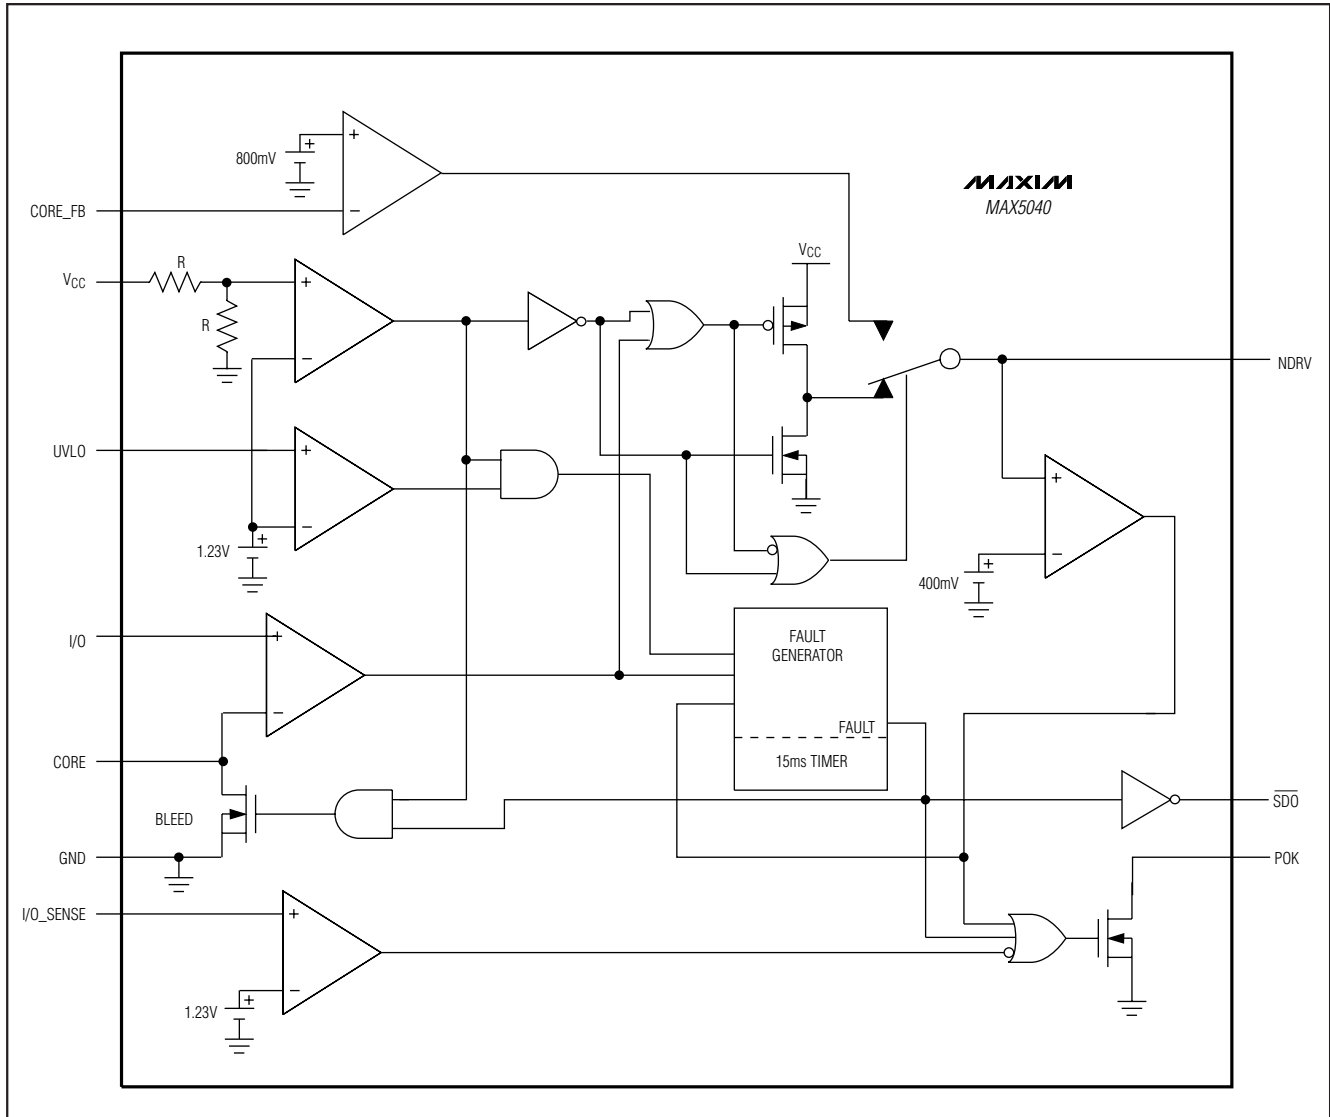 +
+
800mV
−
CORE_FB
MAXIM
MAX5040
VCC
R
R
+
−
VCC
NDRV
UVLO
+
−
+
1.23V
+
−
+
400mV
I/O
+
−
FAULT
GENERATOR
FAULT
15ms TIMER
CORE
BLEED
SDO
GND
POK
I/O_SENSE
+
−
+
1.23V